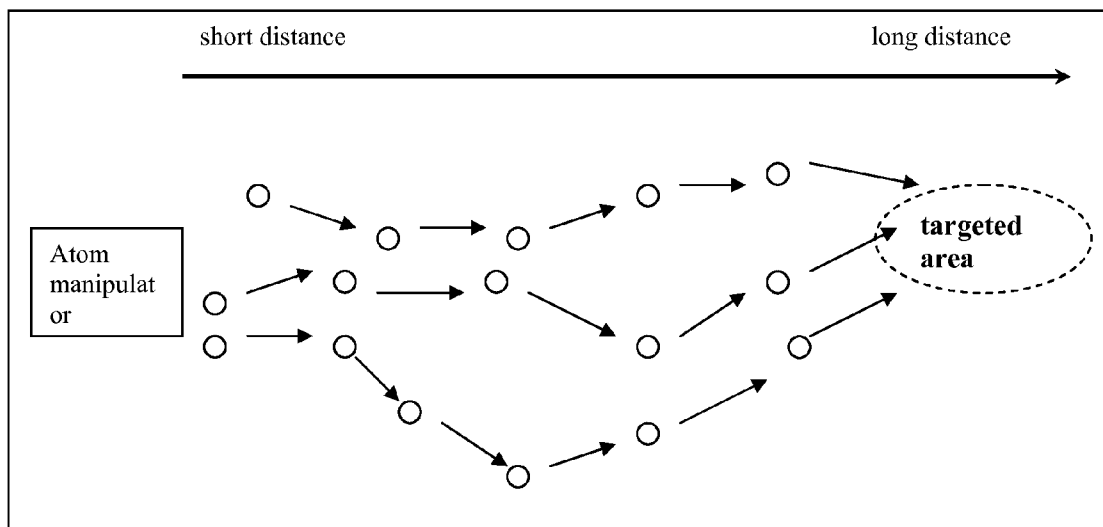 short distance
long distance
Atom
manipulat
or
targeted
area